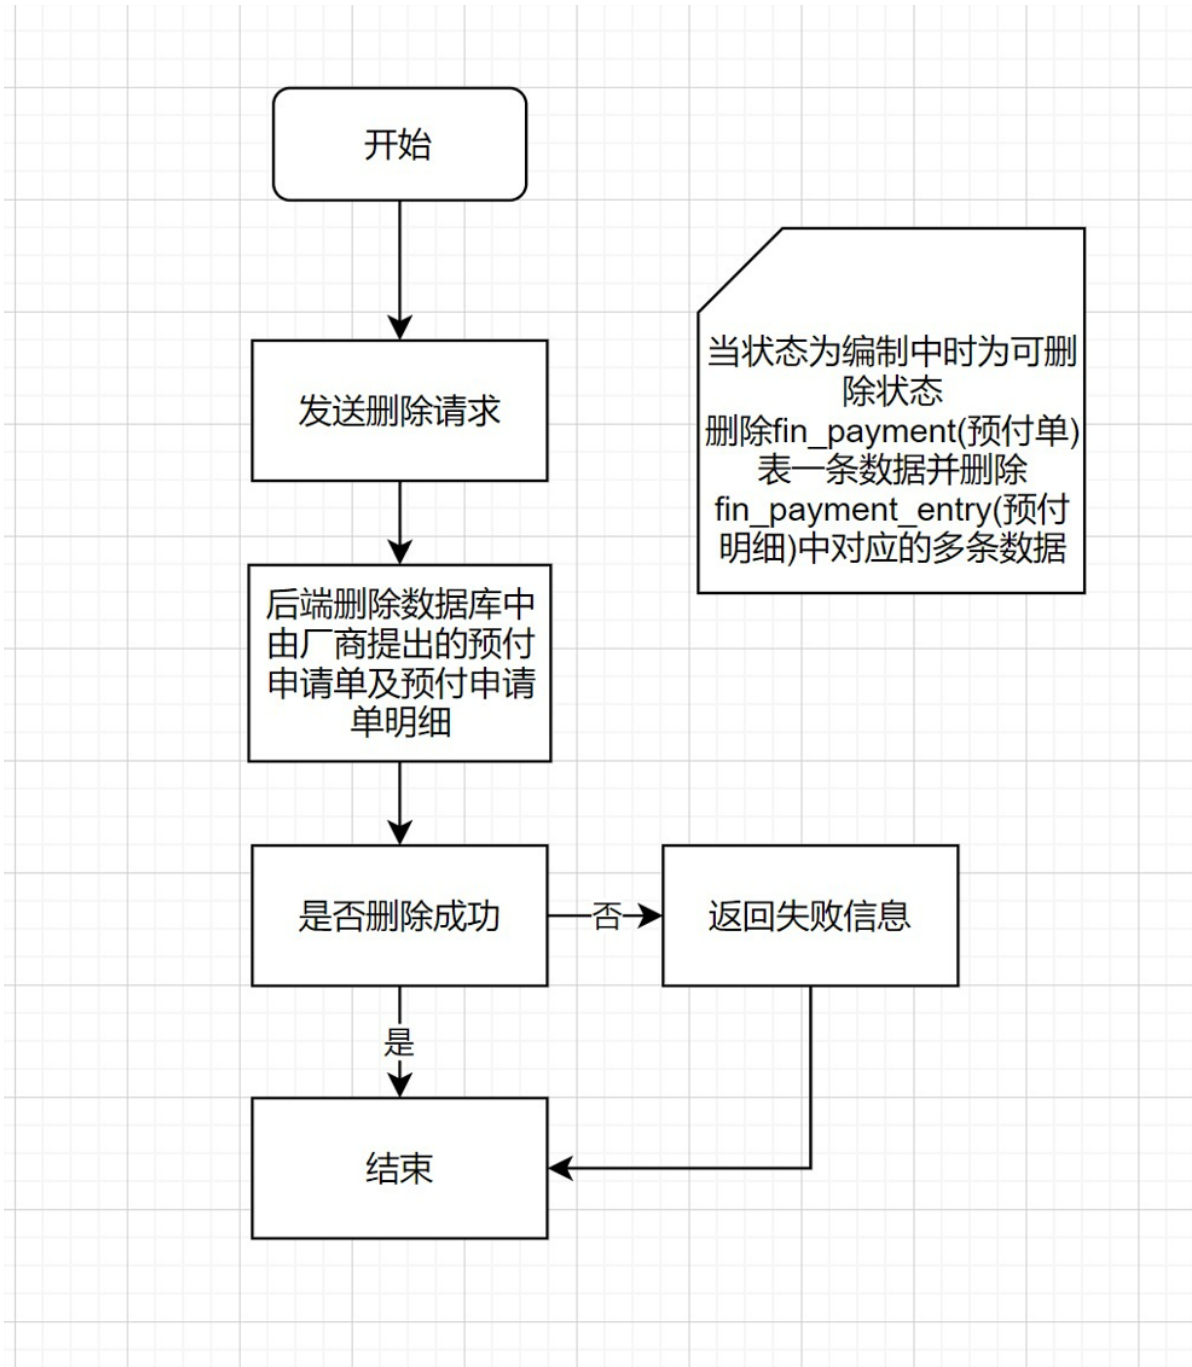 开始
发送删除请求
当状态为编制中时为可删
除状态
删除fin_payment(预付单)
表一条数据并删除
fin_payment_entry(预付
明细)中对应的多条数据
后端删除数据库中
由厂商提出的预付
申请单及预付申请
单明细
是否删除成功
否
返回失败信息
是
结束